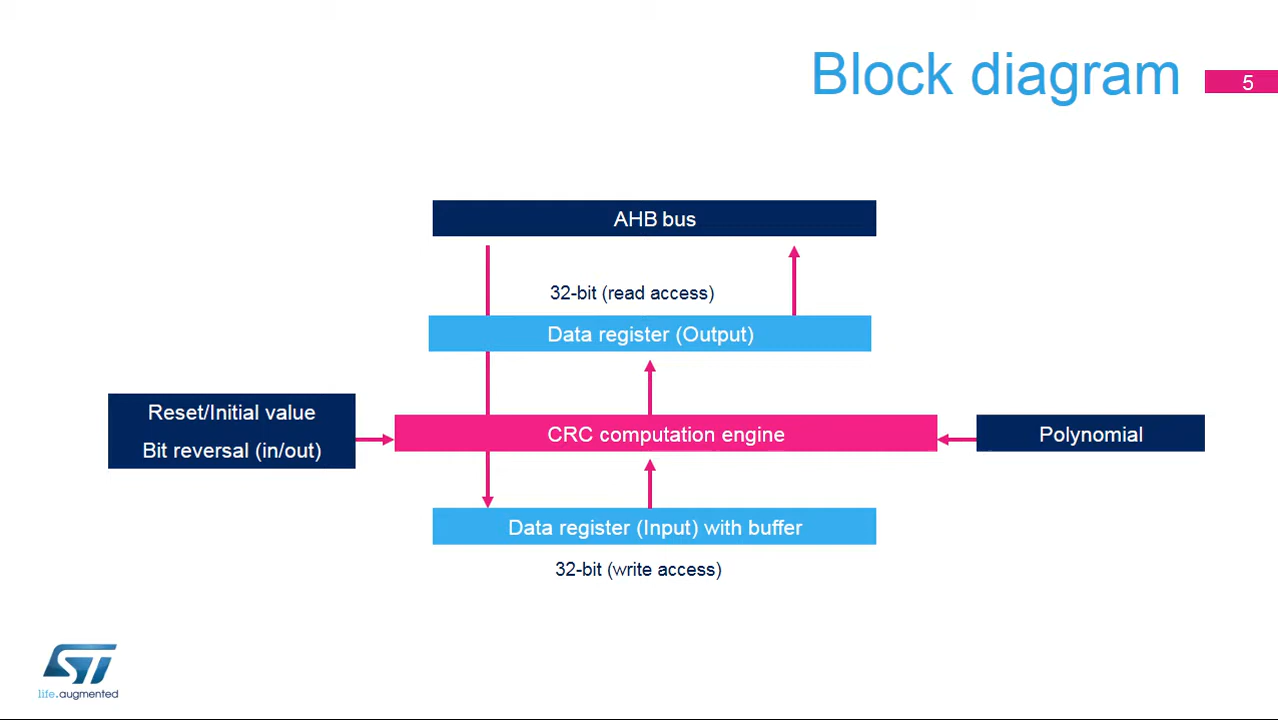 Block diagram
5
AHB bus
32-bit (read access)
Data register (Output)
Reset/Initial value
Bit reversal (in/out)
CRC computation engine
Polynomial
Data register (Input) with buffer
32-bit (write access)
ST
life.augmented